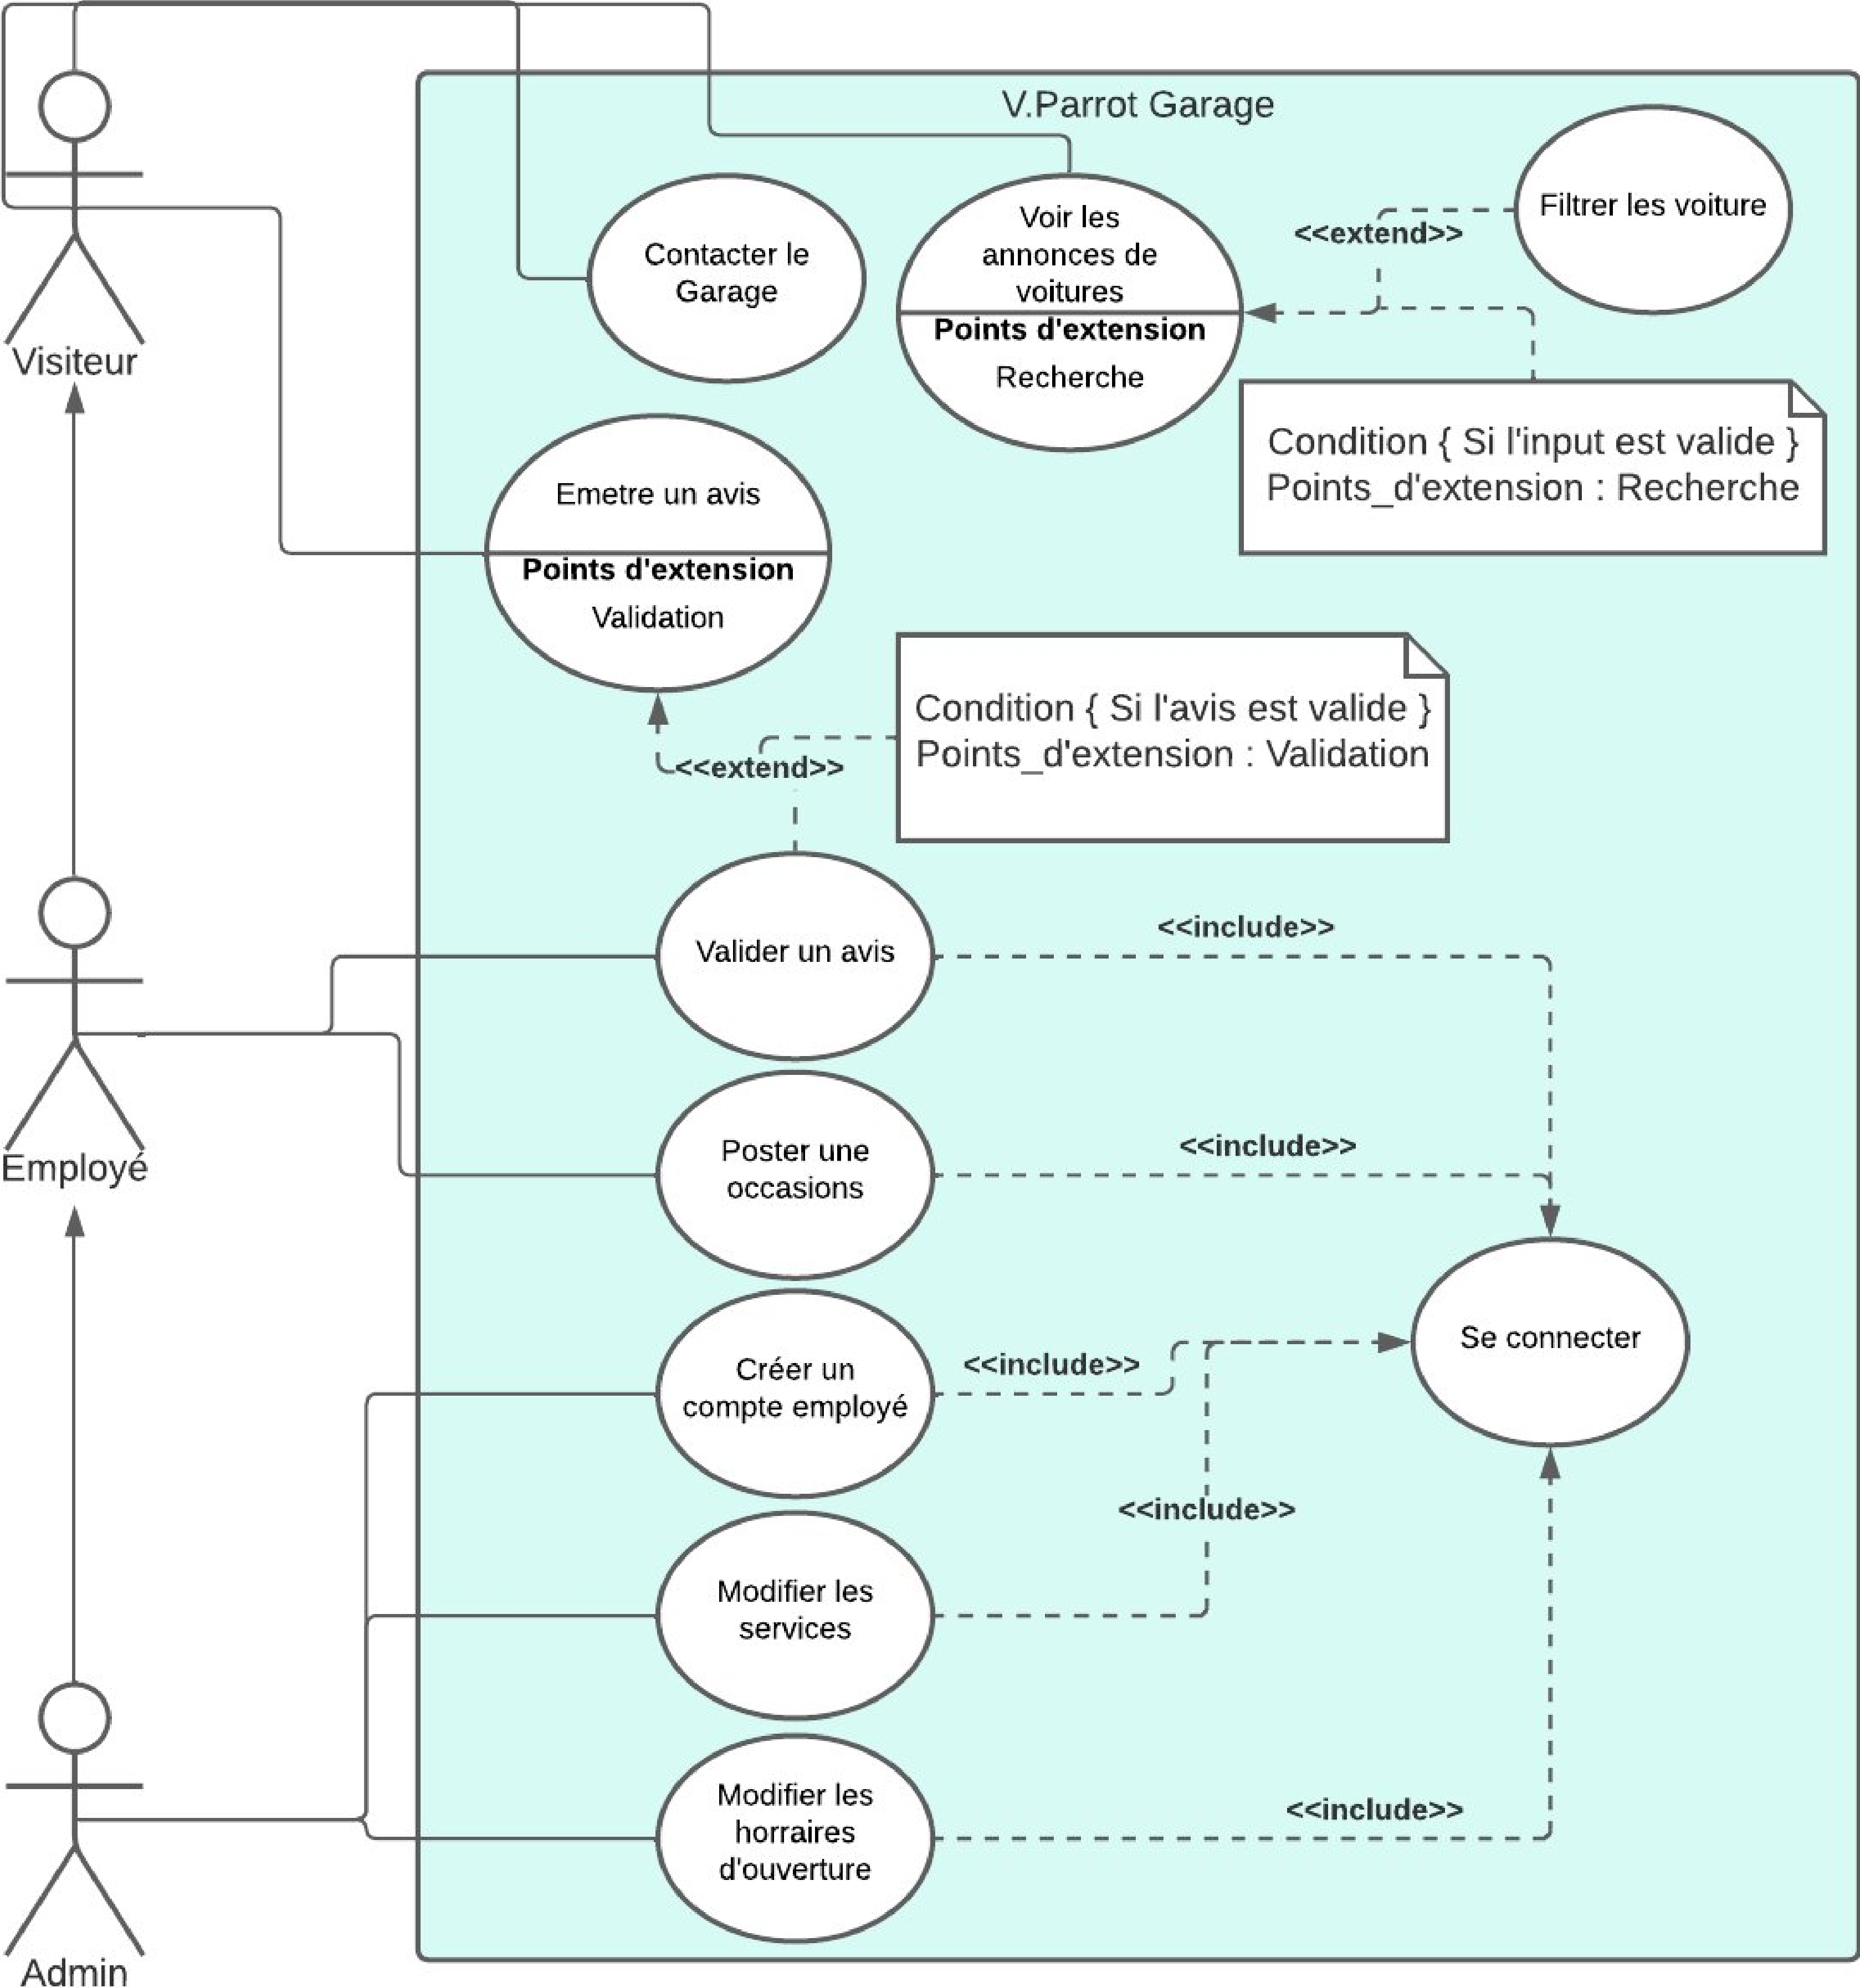 V.Parrot Garage
Visiteur
Contacter le
Garage
Voir les
annonces de
voitures
Points d'extension
Recherche
<<extend>>
Filtrer les voiture
Condition { Si l'input est valide }
Points_d'extension : Recherche
Emetre un avis
Points d'extension
Validation
<<extend>>
Condition { Si l'avis est valide }
Points_d'extension : Validation
Employé
Valider un avis
<<include>>
Poster une
occasions
<<include>>
Créer un
compte employé
<<include>>
Se connecter
Modifier les
services
<<include>>
Modifier les
horraires
d'ouverture
<<include>>
Admin